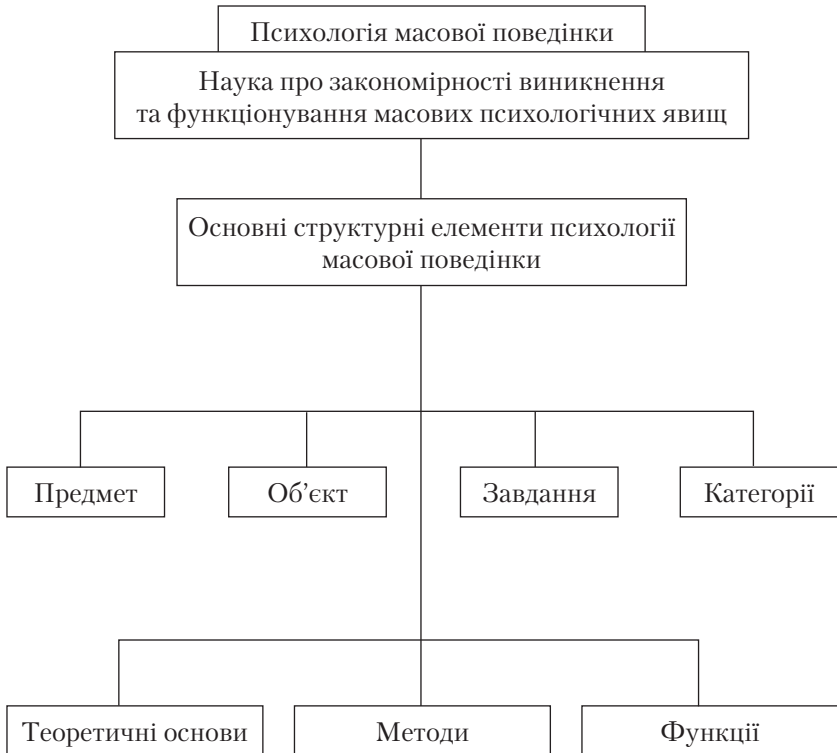 Психологія масової поведінки
Наука про закономірності виникнення
та функціонування масових психологічних явищ
Основні структурні елементи психології
масової поведінки
Предмет
Об’єкт
Завдання
Категорії
Теоретичні основи
Методи
Функції